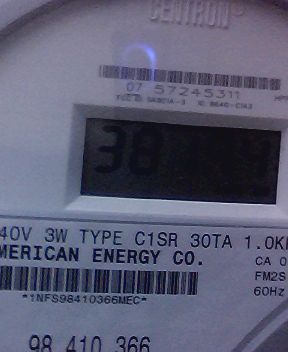 CENTRON®
07 57245311
40V 3W TYPE C1SR 30TA 1.0K
MERICAN ENERGY CO.
CA 0
FM2S
60Hz
*1NFS98410366MEC*
98 410 366